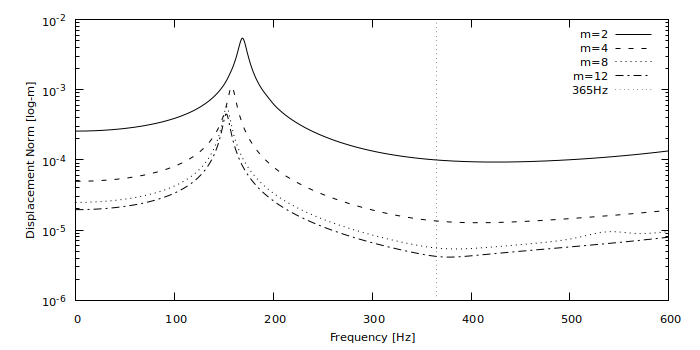 10^-2
10^-3
10^-4
10^-5
10^-6
Displacement Norm [log-m]
m=2
m=4
m=8
m=12
365Hz
0 100 200 300 400 500 600
Frequency [Hz]